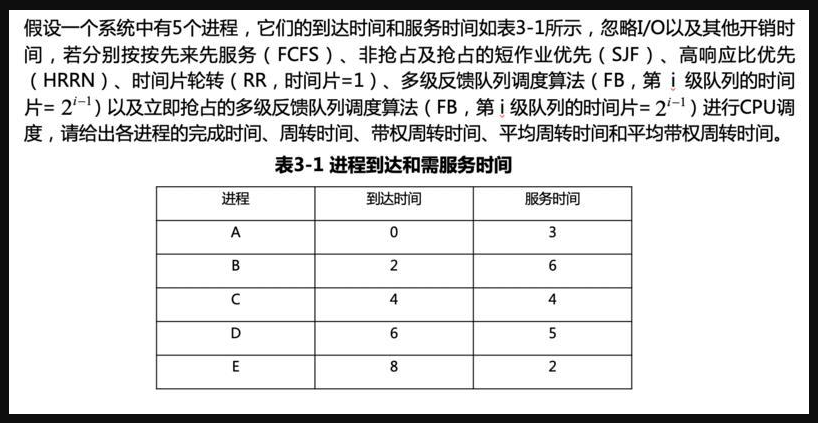 假设一个系统中有5个进程，它们的到达时间和服务时间如表3-1所示，忽略I/O以及其他开销时
间，若分别按按先来先服务（FCFS）、非抢占及抢占的短作业优先（SJF）、高响应比优先
（HRRN）、时间片轮转（RR，时间片=1）、多级反馈队列调度算法（FB，第 i 级队列的时间
片= 2^{i-1}）以及立即抢占的多级反馈队列调度算法（FB，第 i 级队列的时间片= 2^{i-1}）进行CPU调
度，请给出各进程的完成时间、周转时间、带权周转时间、平均周转时间和平均带权周转时间。
表3-1 进程到达和需服务时间
进程 到达时间 服务时间
A 0 3
B 2 6
C 4 4
D 6 5
E 8 2